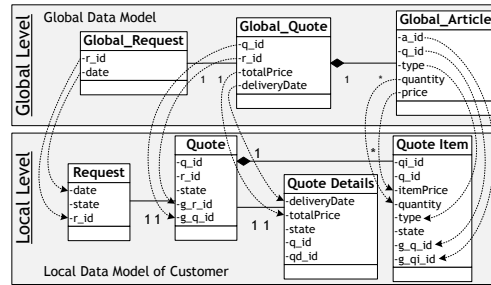 Global Level
Global Data Model
Global_Request
-r_id
-date
1
1
Global_Quote
-q_id
-r_id
-totalPrice
-deliveryDate
1
*
Global_Article
-a_id
-q_id
-type
-quantity
-price
Local Level
Request
-date
-state
-r_id
1 1
Quote
-q_id
-r_id
-state
-g_r_id
-g_q_id
1
*
1 1
Quote Details
-deliveryDate
-totalPrice
-state
-q_id
-qd_id
Quote Item
-qi_id
-q_id
-itemPrice
-quantity
-type
-state
-g_q_id
-g_qi_id
Local Data Model of Customer